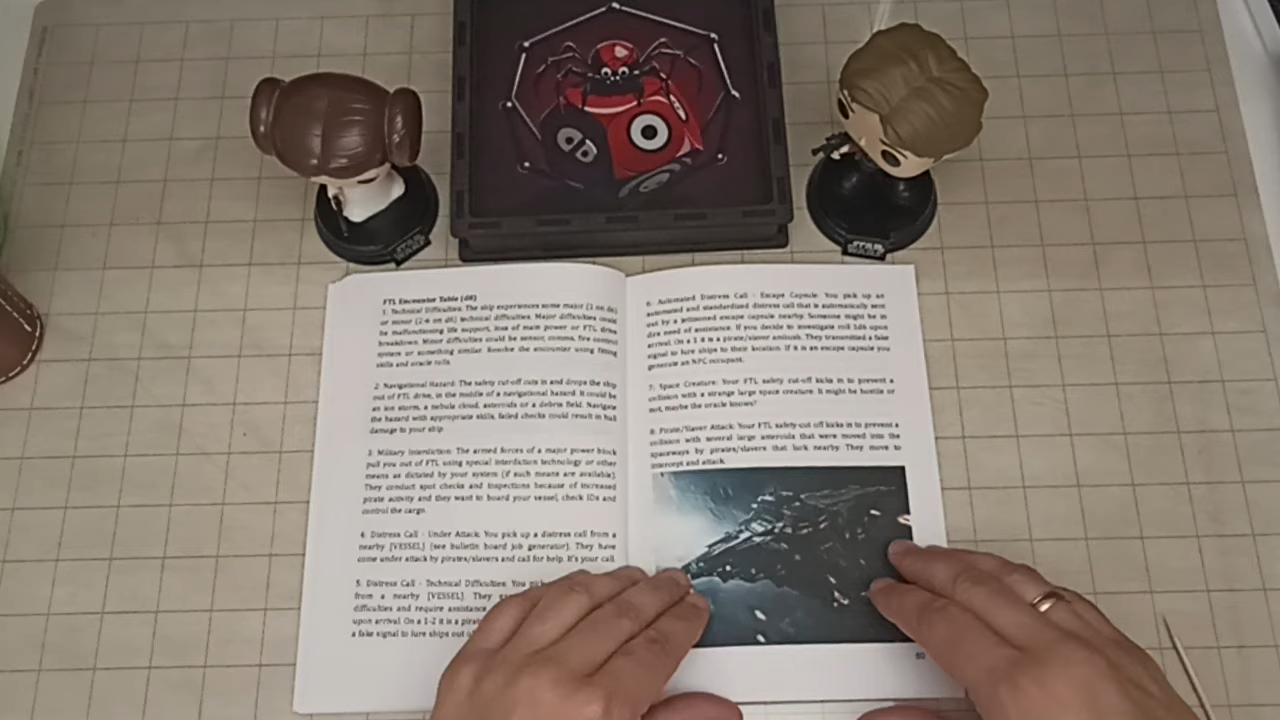 STAR
WARS
STAR
WARS
FTL Encounter Table (d8)
1: Technical Difficulties: The ship experiences some major (1 on d6)
or minor (2-6 on d6) technical difficulties. Major difficulties could
be malfunctioning life support, loss of main power or FTL drive
breakdown. Minor difficulties could be sensor, comms, fire control
system or something similar. Resolve the encounter using fitting
skills and oracle rolls.
2: Navigational Hazard: The safety cut-off cuts in and drops the ship
out of FTL drive, in the middle of a navigational hazard. It could be
an ion storm, a nebula cloud, asteroids or a debris field. Navigate
the hazard with appropriate skills, failed checks could result in hull
damage to your ship.
3: Military Interdiction: The armed forces of a major power block
pull you out of FTL using special interdiction technology or other
means as dictated by your system (if such means are available).
They conduct spot checks and inspections because of increased
pirate activity and they want to board your vessel, check IDs and
control the cargo.
4: Distress Call - Under Attack: You pick up a distress call from a
nearby [VESSEL] (see bulletin board job generator). They have
come under attack by pirates/slavers and call for help. It's your call.
5: Distress Call - Technical Difficulties: You pick
from a nearby [VESSEL]. They
difficulties and require assistance.
upon arrival. On a 1-2 it is a pirate
a fake signal to lure ships out
6: Automated Distress Call - Escape Capsule: You pick up an
automated and standardized distress call that is automatically sent
out by a jettisoned escape capsule nearby. Someone might be in
dire need of assistance. If you decide to investigate roll 1d6 upon
arrival. On a 1 it is a pirate/slaver ambush. They transmitted a fake
signal to lure ships to their location. If it is an escape capsule you
generate an NPC occupant.
7: Space Creature: Your FTL safety cut-off kicks in to prevent a
collision with a strange large space creature. It might be hostile or
not, maybe the oracle knows?
8: Pirate/Slaver Attack: Your FTL safety-cut off kicks in to prevent a
collision with several large asteroids that were moved into the
spaceways by pirates/slavers that lurk nearby. They move to
intercept and attack.